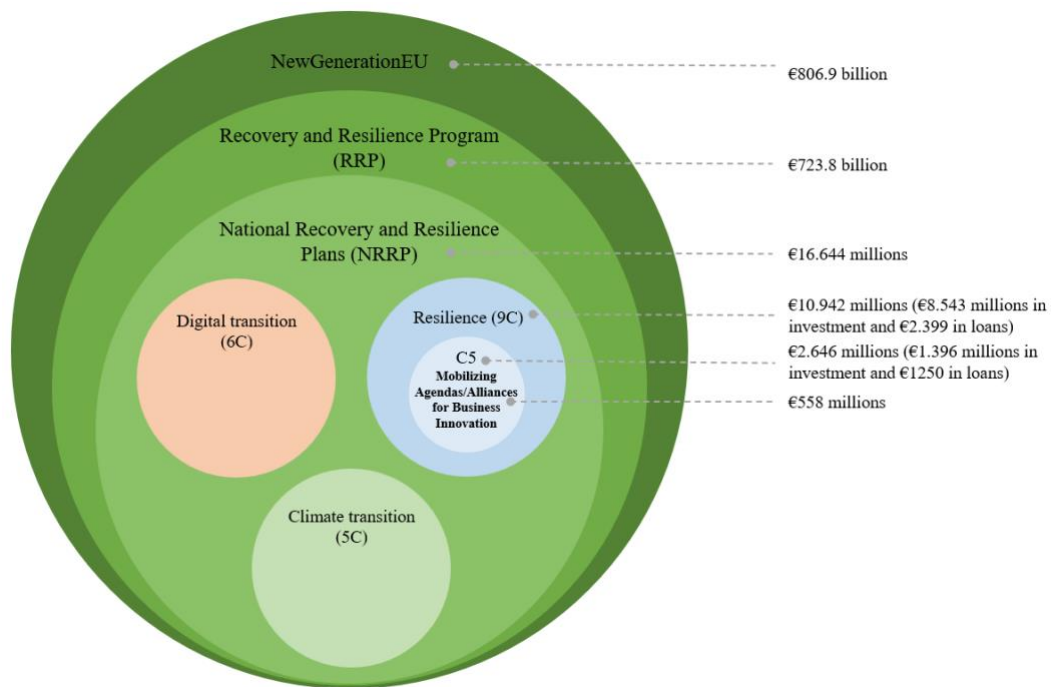 NewGenerationEU
€806.9 billion
Recovery and Resilience Program
(RRP)
€723.8 billion
National Recovery and Resilience
Plans (NRRP)
€16.644 millions
Digital transition
(6C)
Resilience (9C)
€10.942 millions (€8.543 millions in
investment and €2.399 in loans)
C5
Mobilizing
Agendas/Alliances
for Business
Innovation
€2.646 millions (€1.396 millions in
investment and €1250 in loans)
€558 millions
Climate transition
(5C)